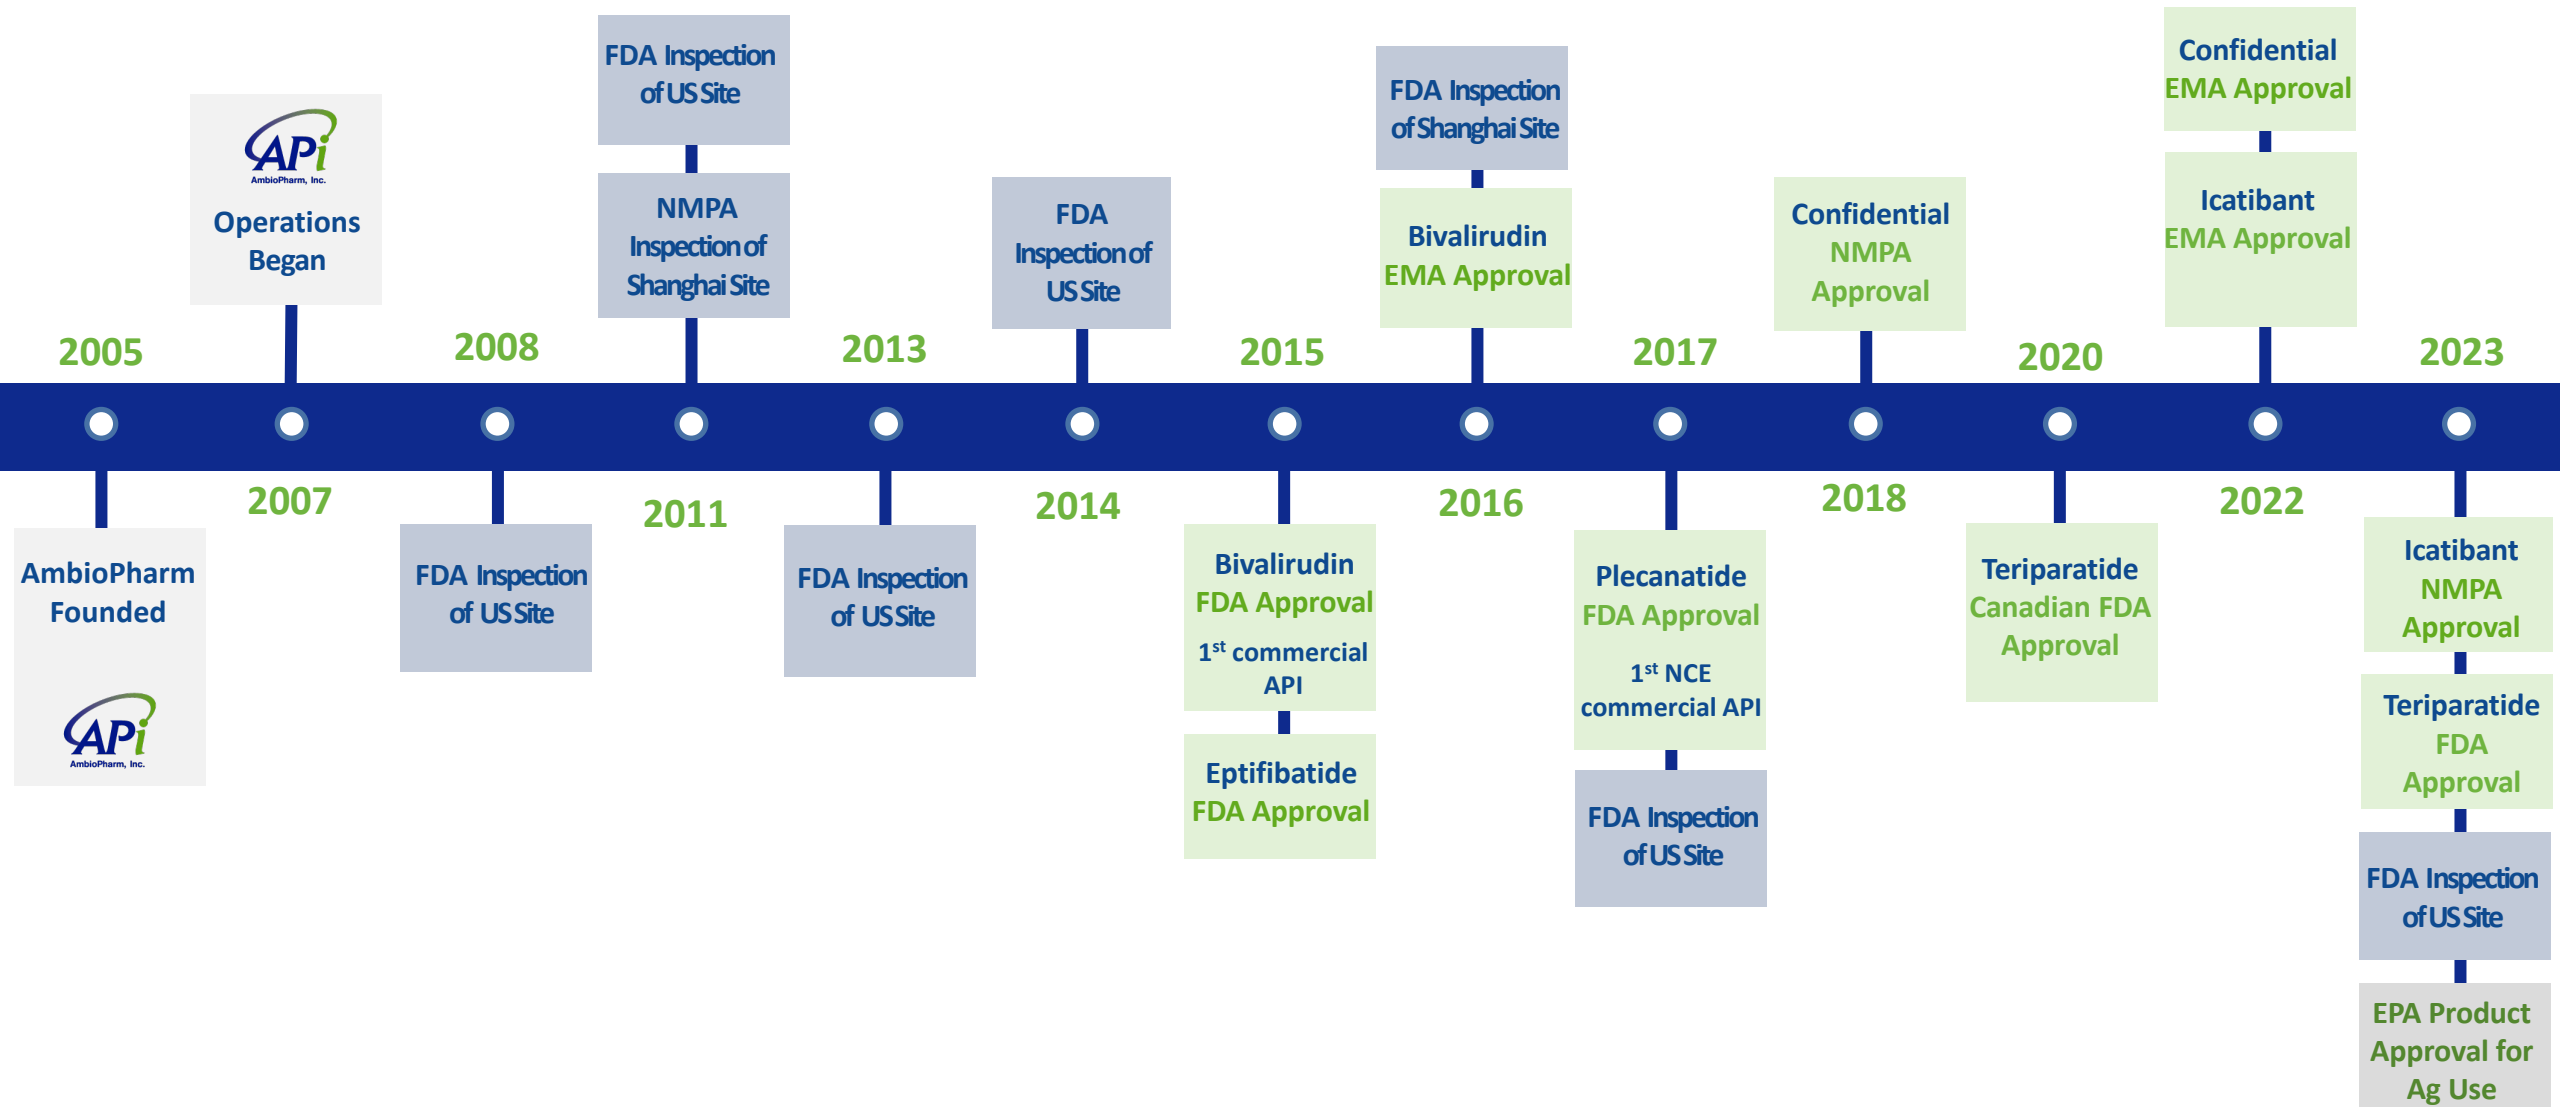 2005
AmbioPharm
Founded
APi
AmbioPharm, Inc.
APi
AmbioPharm, Inc.
Operations
Began
2007
2008
FDA Inspection
of US Site
FDA Inspection
of US Site
NMPA
Inspection of
Shanghai Site
2011
2013
FDA Inspection
of US Site
FDA
Inspection of
US Site
2014
2015
Bivalirudin
FDA Approval
1st commercial
API
Eptifibatide
FDA Approval
FDA Inspection
of Shanghai Site
Bivalirudin
EMA Approval
2016
2017
Plecanatide
FDA Approval
1st NCE
commercial API
FDA Inspection
of US Site
Confidential
NMPA
Approval
2018
2020
Teriparatide
Canadian FDA
Approval
Confidential
EMA Approval
Icatibant
EMA Approval
2022
2023
Icatibant
NMPA
Approval
Teriparatide
FDA
Approval
FDA Inspection
of US Site
EPA Product
Approval for
Ag Use